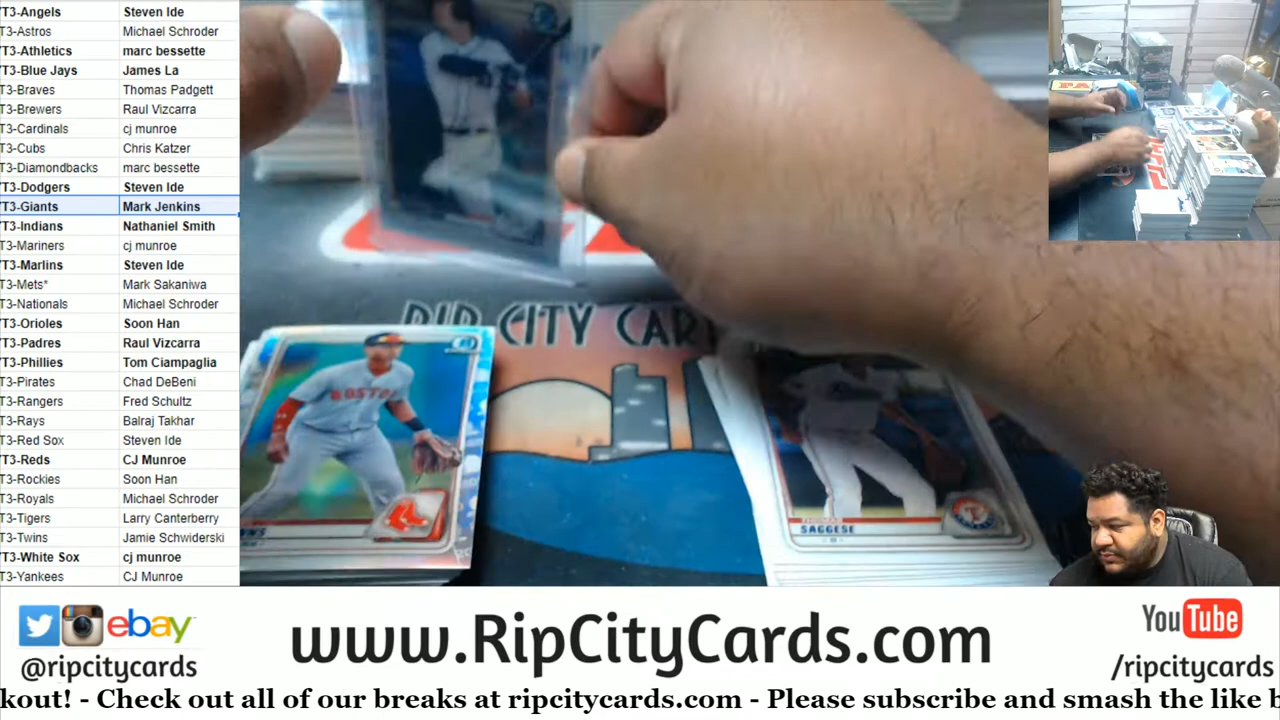 T3-Angels Steven Ide
T3-Astros Michael Schroder
T3-Athletics marc bessette
T3-Blue Jays James La
T3-Braves Thomas Padgett
T3-Brewers Raul Vizcarra
T3-Cardinals cj munroe
T3-Cubs Chris Katzer
T3-Diamondbacks marc bessette
T3-Dodgers Steven Ide
T3-Giants Mark Jenkins
T3-Indians Nathaniel Smith
T3-Mariners cj munroe
T3-Marlins Steven Ide
T3-Mets* Mark Sakaniwa
T3-Nationals Michael Schroder
T3-Orioles Soon Han
T3-Padres Raul Vizcarra
T3-Phillies Tom Ciampaglia
T3-Pirates Chad DeBeni
T3-Rangers Fred Schultz
T3-Rays Balraj Takhar
T3-Red Sox Steven Ide
T3-Reds CJ Munroe
T3-Rockies Soon Han
T3-Royals Michael Schroder
T3-Tigers Larry Canterberry
T3-Twins Jamie Schwiderski
T3-White Sox cj munroe
T3-Yankees CJ Munroe
RIP CITY CAR
BOSTON
SAGGESE
ebay
@ripcitycards
www.RipCityCards.com
YouTube
/ripcitycards
kout! - Check out all of our breaks at ripcitycards.com - Please subscribe and smash the like b